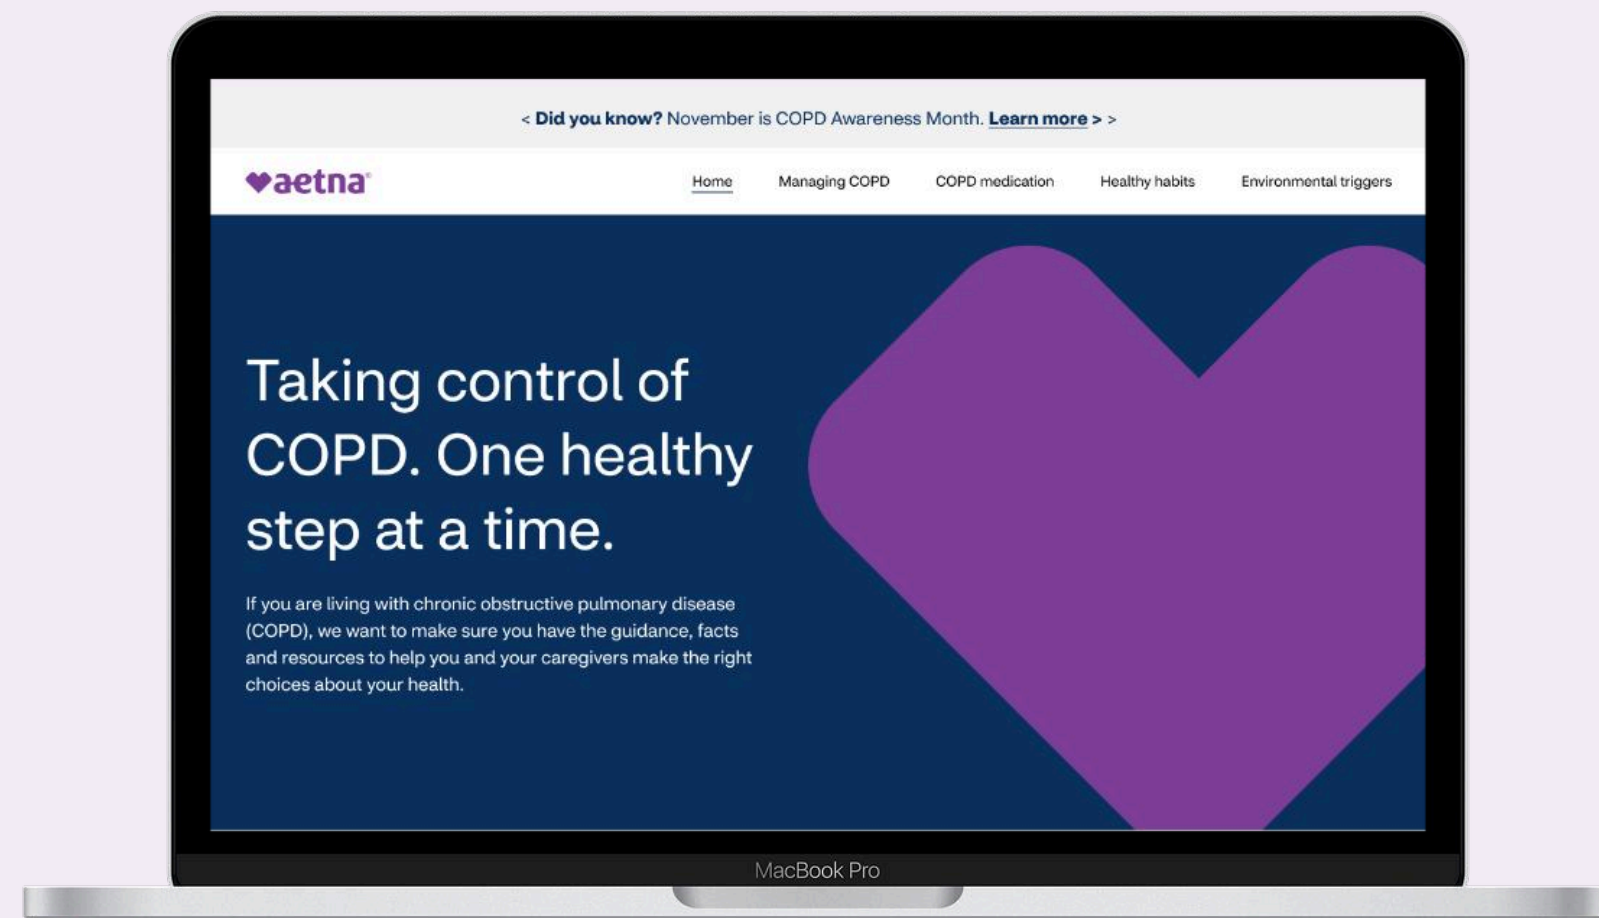 < Did you know? November is COPD Awareness Month. Learn more > >
aetna®
Home Managing COPD COPD medication Healthy habits Environmental triggers
Taking control of
COPD. One healthy
step at a time.
If you are living with chronic obstructive pulmonary disease
(COPD), we want to make sure you have the guidance, facts
and resources to help you and your caregivers make the right
choices about your health.
MacBook Pro